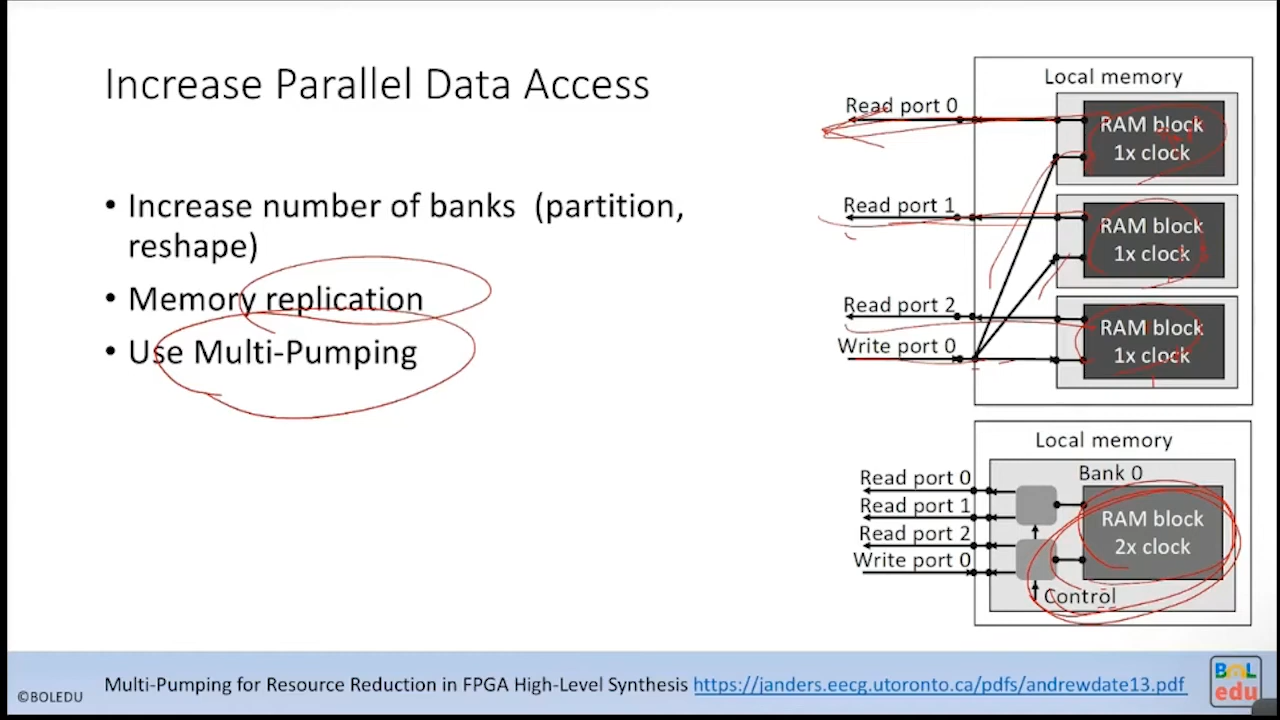 Increase Parallel Data Access
• Increase number of banks (partition,
reshape)
• Memory replication
• Use Multi-Pumping
Local memory
Read port 0
RAM block
1x clock
Read port 1
RAM block
1x clock
Read port 2
Write port 0
RAM block
1x clock
Local memory
Bank 0
Read port 0
Read port 1
Read port 2
Write port 0
RAM block
2x clock
Control
©BOLEDU
Multi-Pumping for Resource Reduction in FPGA High-Level Synthesis https://janders.eecg.utoronto.ca/pdfs/andrewdate13.pdf
BOL
edu